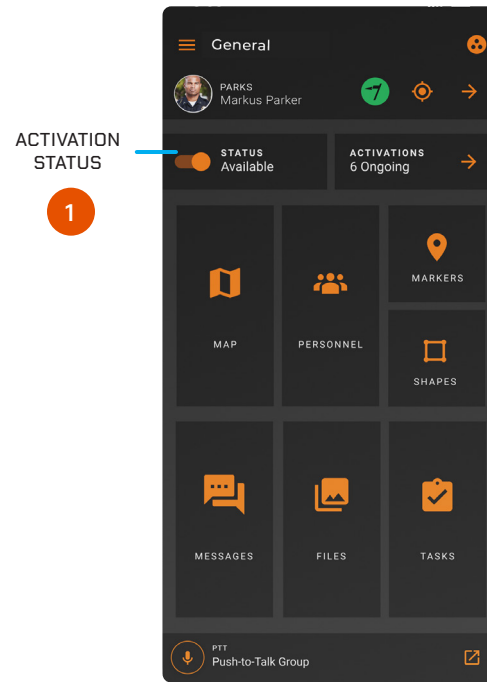 General
PARKS
Markus Parker
ACTIVATION
STATUS
1
STATUS
Available
ACTIVATIONS
6 Ongoing
MAP
PERSONNEL
MARKERS
SHAPES
MESSAGES
FILES
TASKS
PTT
Push-to-Talk Group